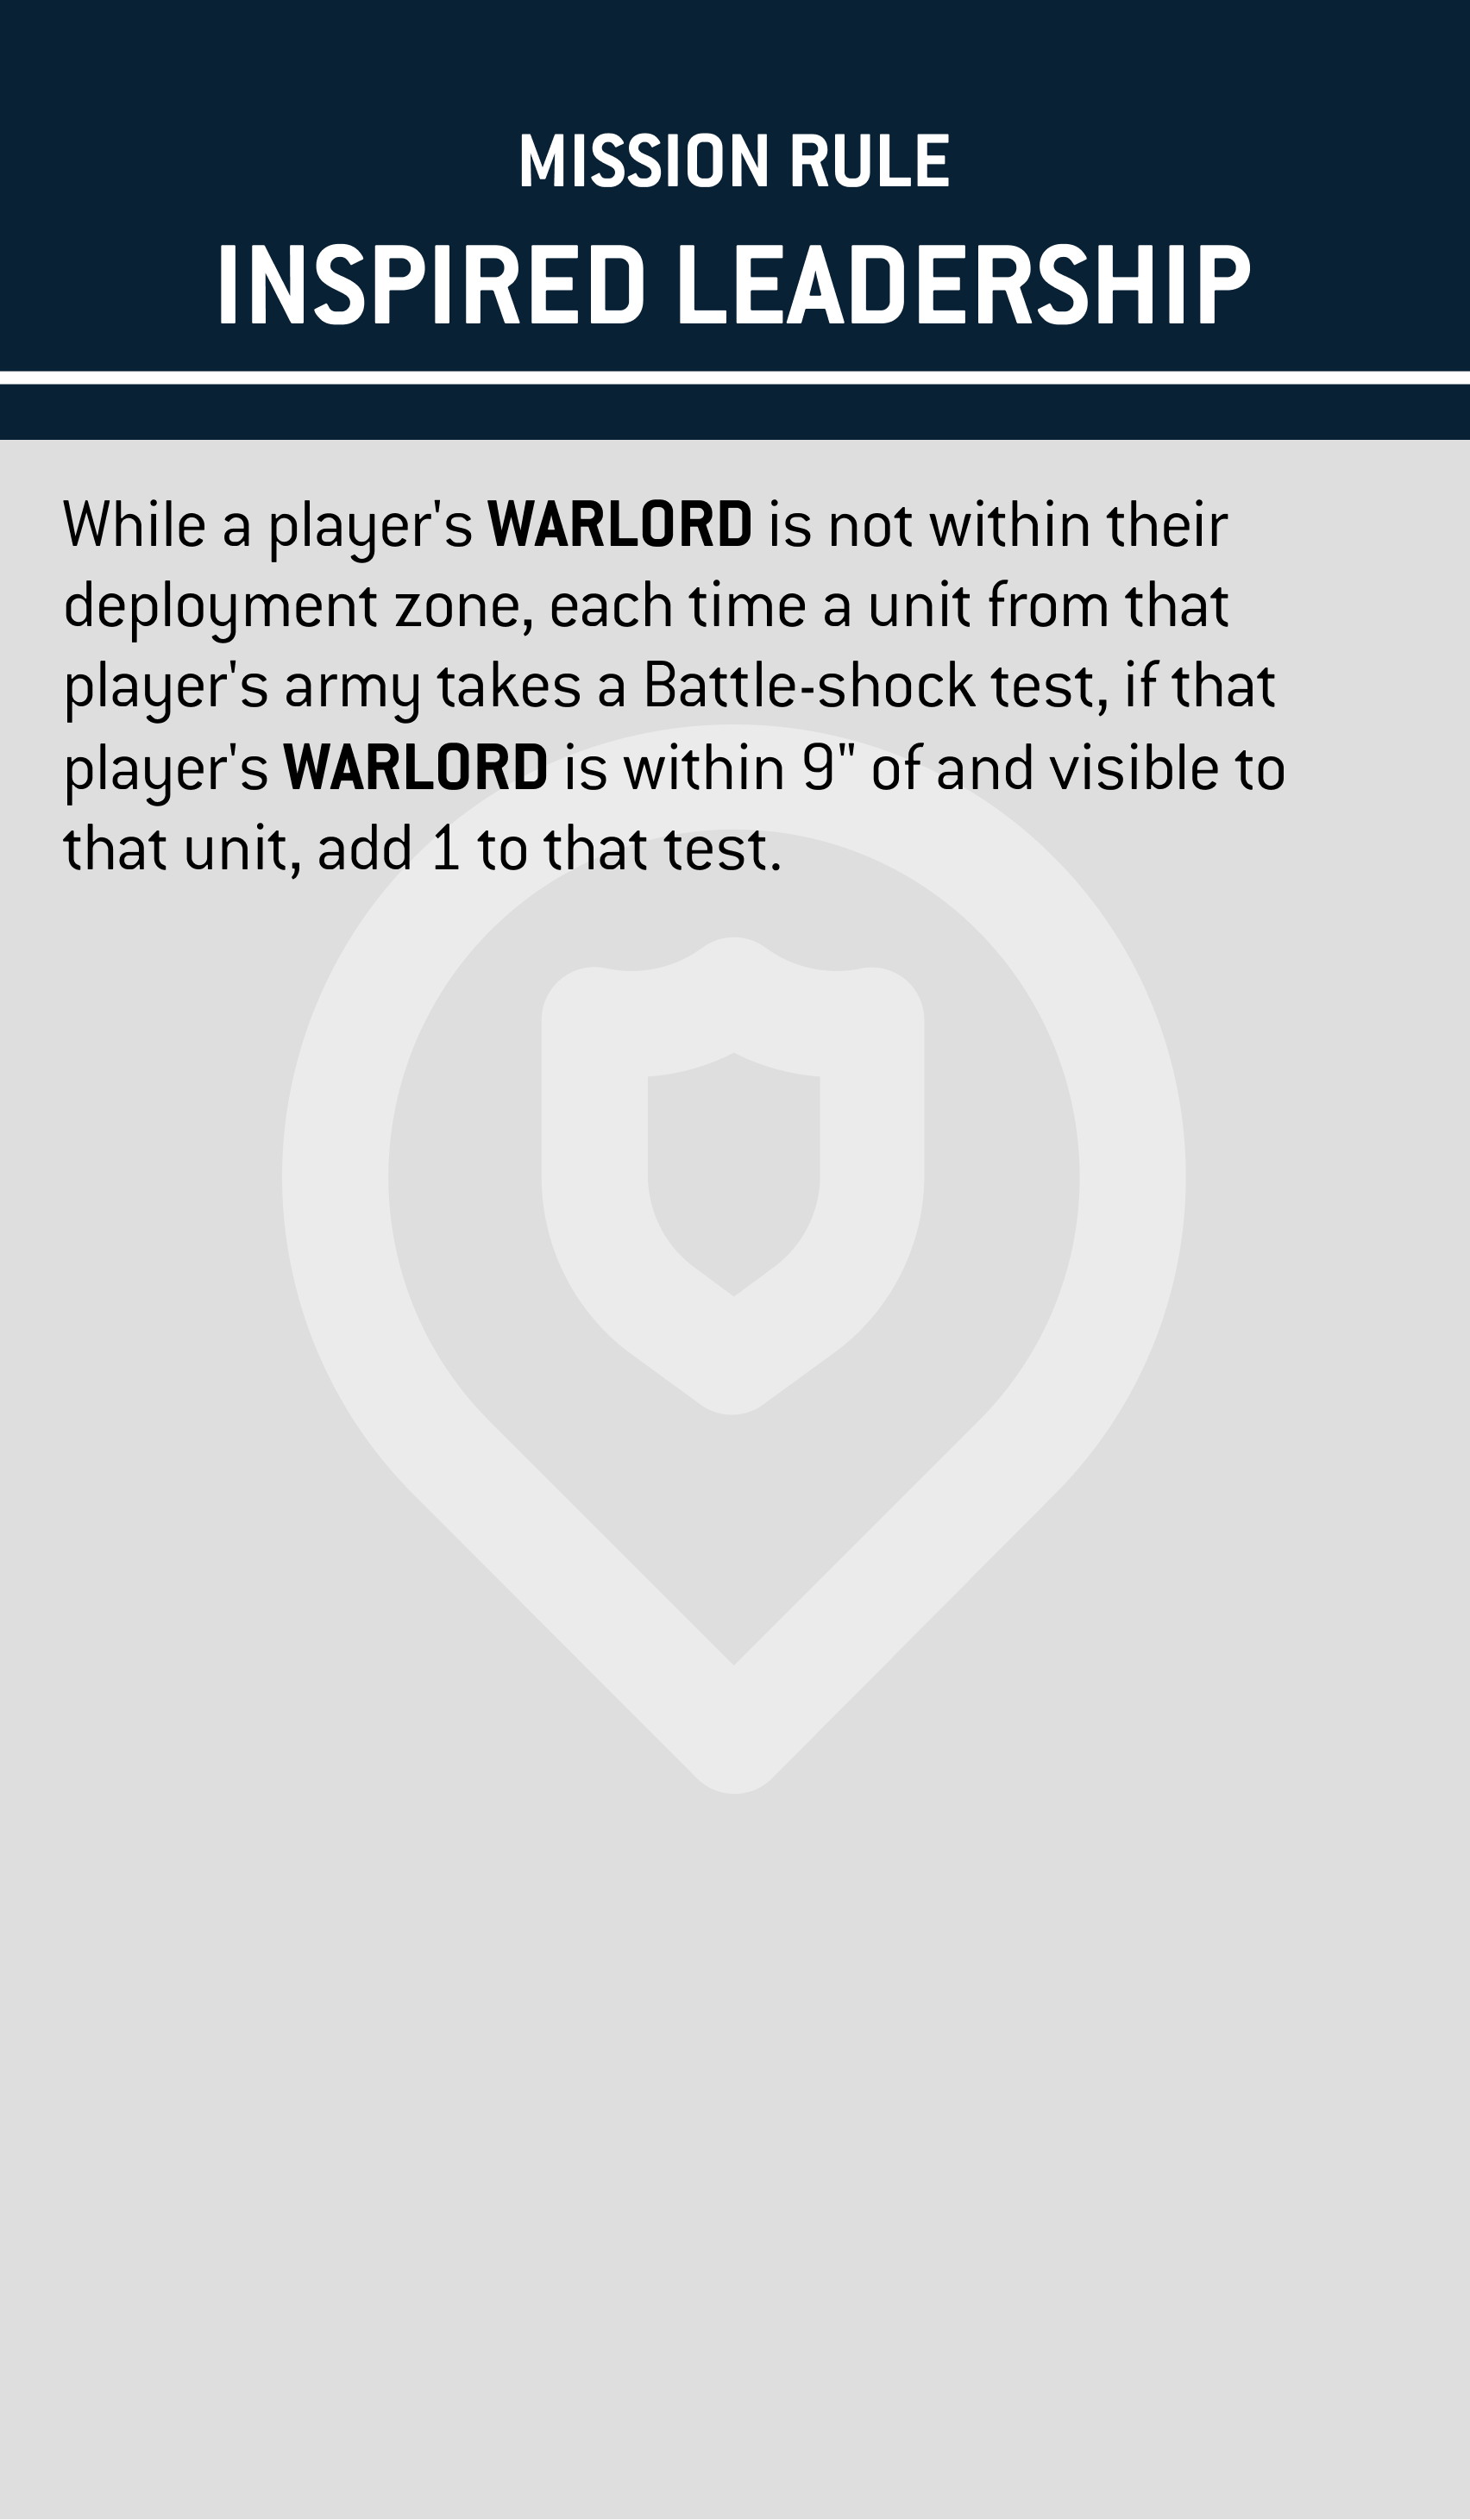 MISSION RULE
INSPIRED LEADERSHIP
While a player's WARLORD is not within their
deployment zone, each time a unit from that
player's army takes a Battle-shock test, if that
player's WARLORD is within 9" of and visible to
that unit, add 1 to that test.